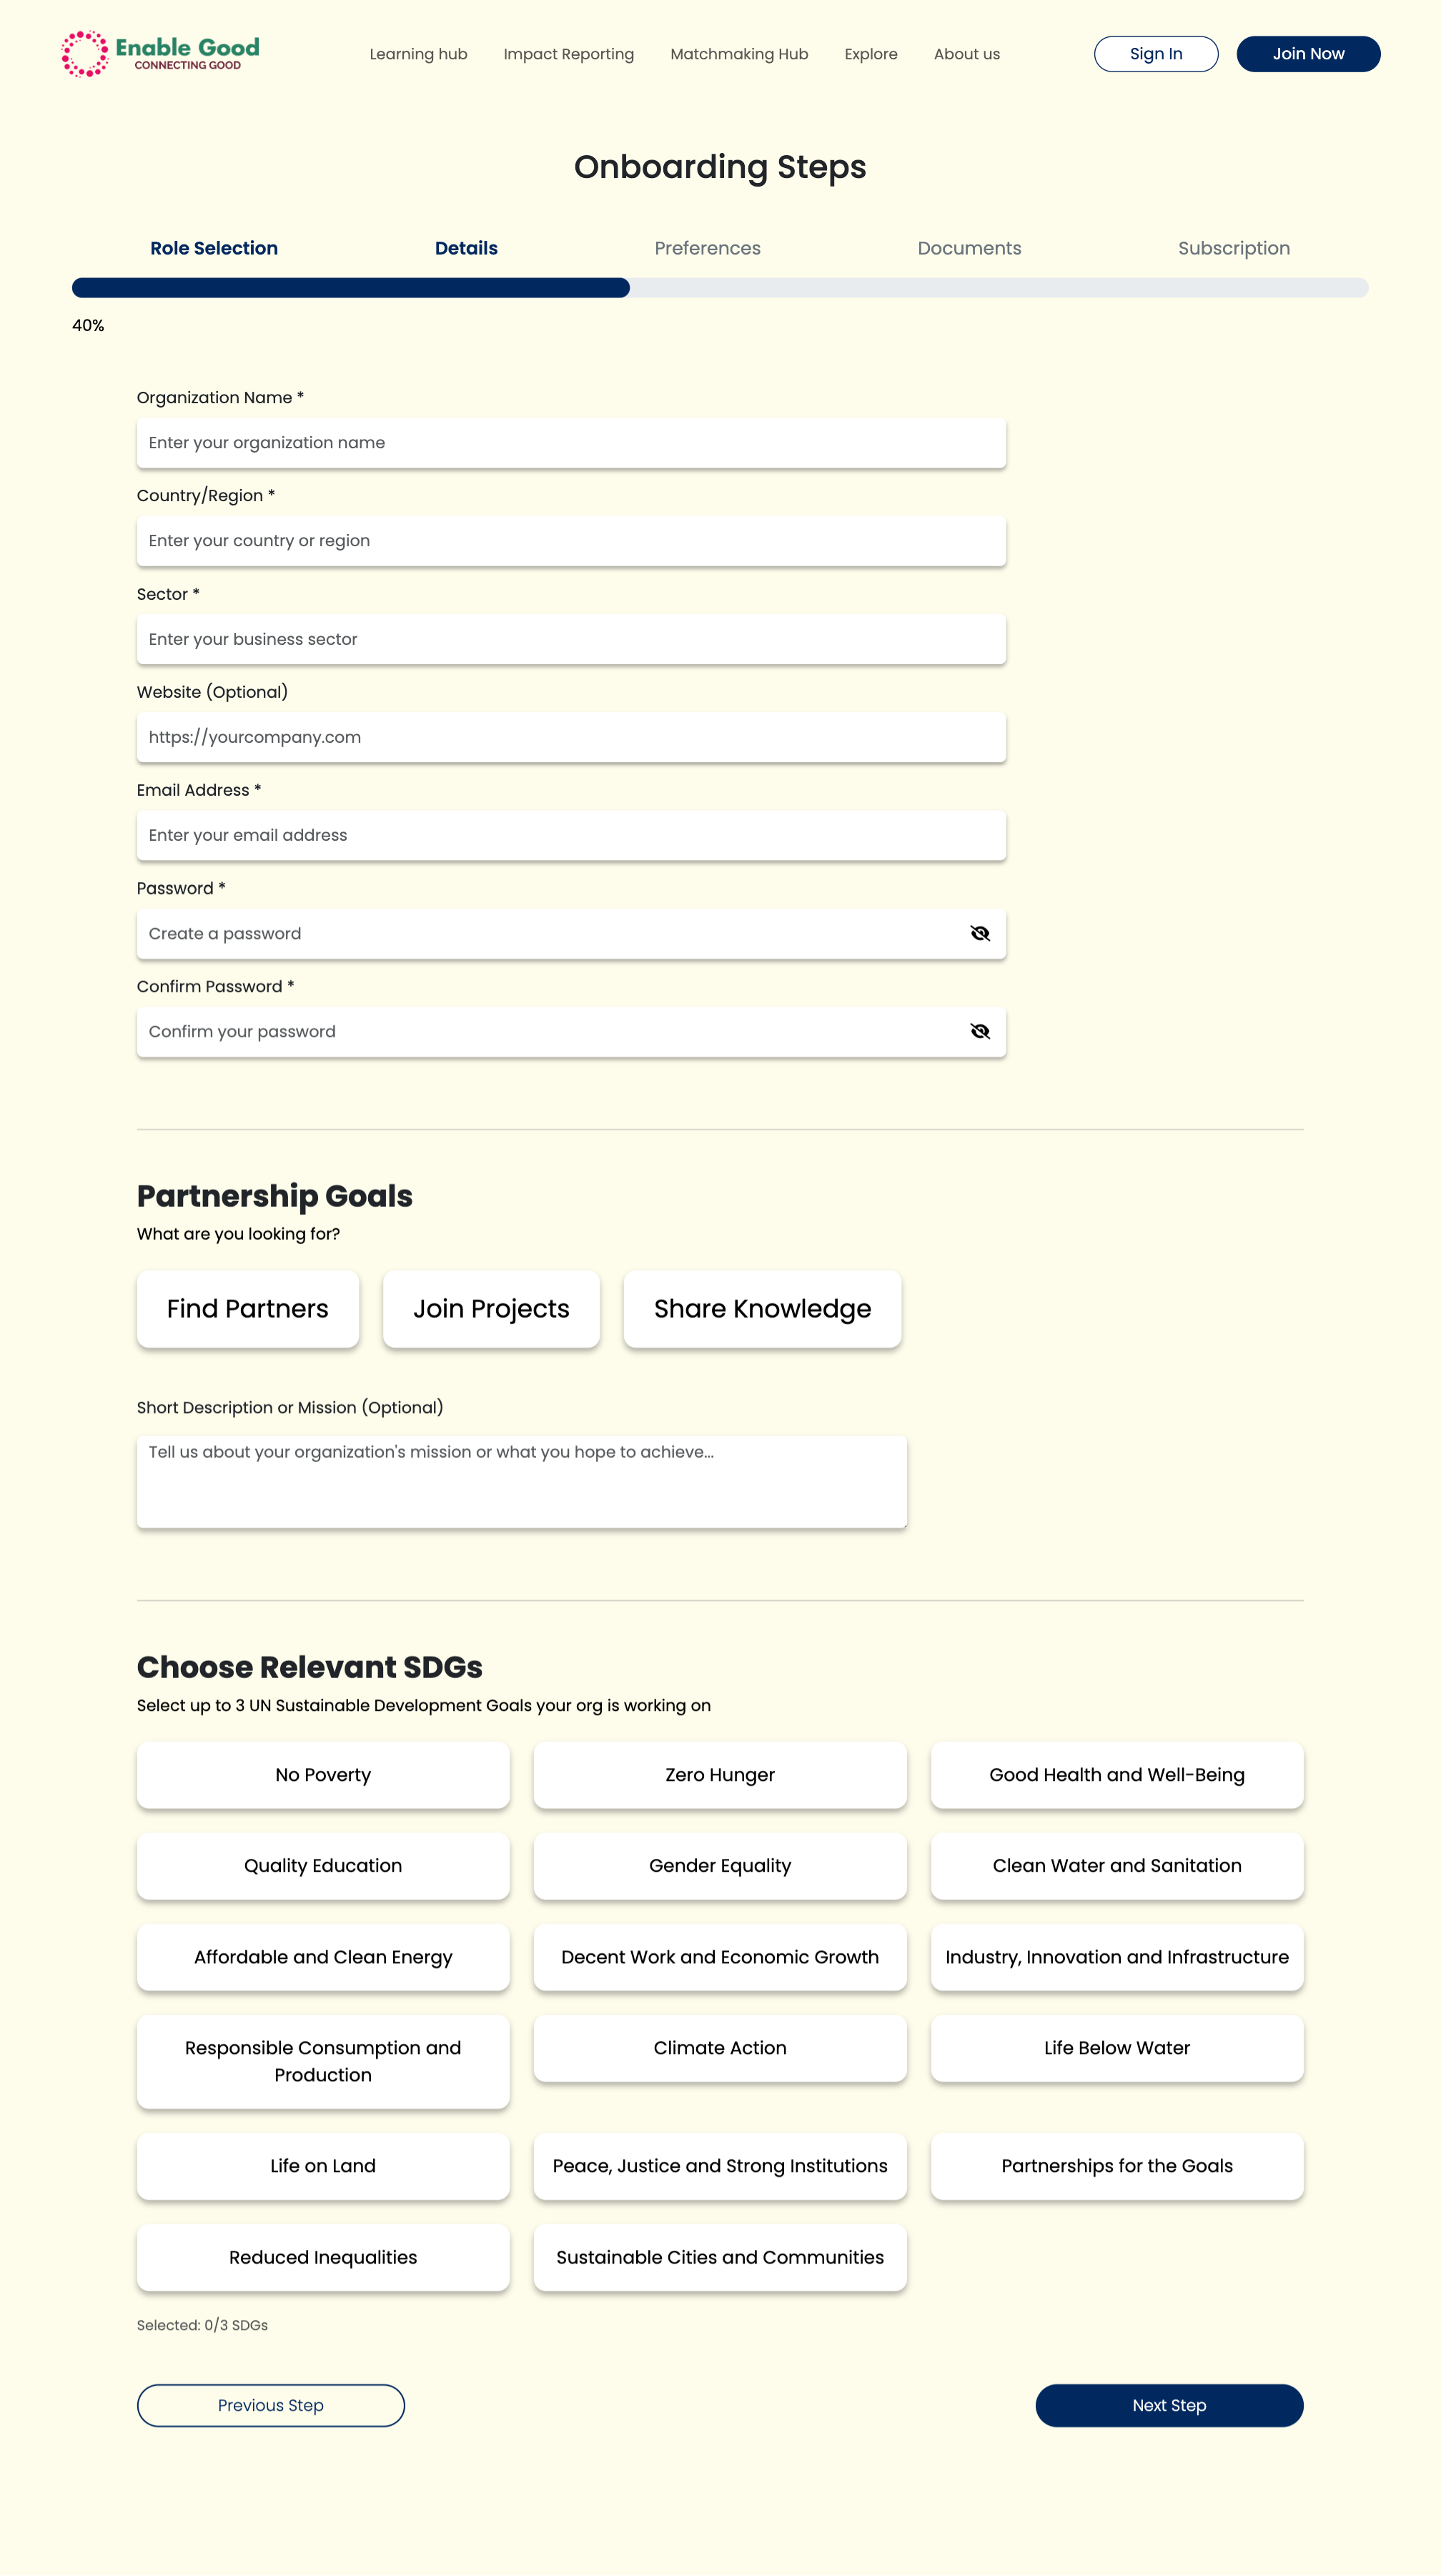 Enable Good
CONNECTING GOOD
Learning hub
Impact Reporting
Matchmaking Hub
Explore
About us
Sign In
Join Now
Onboarding Steps
Role Selection
Details
Preferences
Documents
Subscription
40%
Organization Name *
Enter your organization name
Country/Region *
Enter your country or region
Sector *
Enter your business sector
Website (Optional)
https://yourcompany.com
Email Address *
Enter your email address
Password *
Create a password
Confirm Password *
Confirm your password
Partnership Goals
What are you looking for?
Find Partners
Join Projects
Share Knowledge
Short Description or Mission (Optional)
Tell us about your organization's mission or what you hope to achieve...
Choose Relevant SDGs
Select up to 3 UN Sustainable Development Goals your org is working on
No Poverty
Zero Hunger
Good Health and Well-Being
Quality Education
Gender Equality
Clean Water and Sanitation
Affordable and Clean Energy
Decent Work and Economic Growth
Industry, Innovation and Infrastructure
Responsible Consumption and
Production
Climate Action
Life Below Water
Life on Land
Peace, Justice and Strong Institutions
Partnerships for the Goals
Reduced Inequalities
Sustainable Cities and Communities
Selected: 0/3 SDGs
Previous Step
Next Step